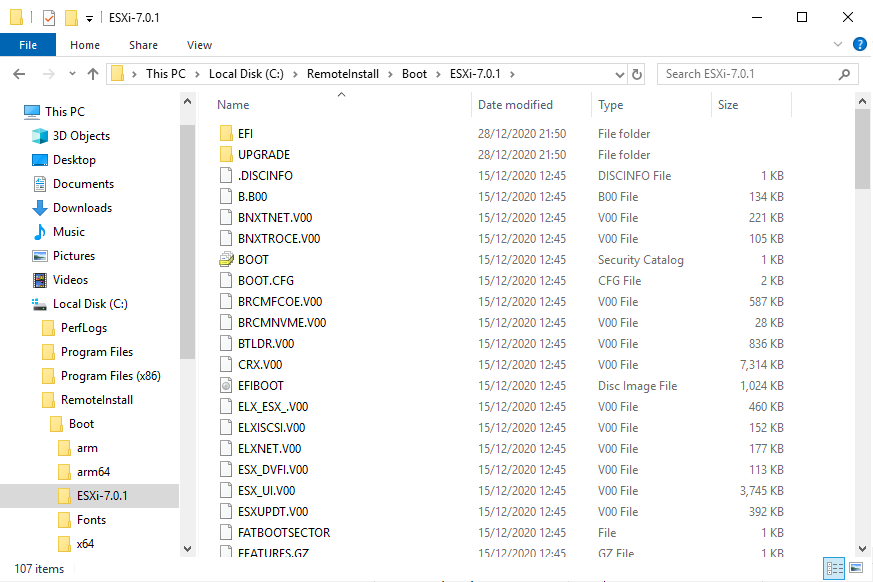 ESXi-7.0.1
File Home Share View
This PC Local Disk (C:) RemoteInstall Boot ESXi-7.0.1
Search ESXi-7.0.1
This PC
3D Objects
Desktop
Documents
Downloads
Music
Pictures
Videos
Local Disk (C:)
PerfLogs
Program Files
Program Files (x86)
RemoteInstall
Boot
arm
arm64
ESXi-7.0.1
Fonts
x64
Name Date modified Type Size
EFI 28/12/2020 21:50 File folder
UPGRADE 28/12/2020 21:50 File folder
.DISCINFO 15/12/2020 12:45 DISCINFO File 1 KB
B.B00 15/12/2020 12:45 B00 File 134 KB
BNXTNET.V00 15/12/2020 12:45 V00 File 221 KB
BNXTROCE.V00 15/12/2020 12:45 V00 File 105 KB
BOOT 15/12/2020 12:45 Security Catalog 1 KB
BOOT.CFG 15/12/2020 12:45 CFG File 2 KB
BRCMFCOE.V00 15/12/2020 12:45 V00 File 587 KB
BRCMNVME.V00 15/12/2020 12:45 V00 File 28 KB
BTLDR.V00 15/12/2020 12:45 V00 File 836 KB
CRX.V00 15/12/2020 12:45 V00 File 7,314 KB
EFIBOOT 15/12/2020 12:45 Disc Image File 1,024 KB
ELX_ESX_.V00 15/12/2020 12:45 V00 File 460 KB
ELXISCSI.V00 15/12/2020 12:45 V00 File 152 KB
ELXNET.V00 15/12/2020 12:45 V00 File 177 KB
ESX_DVFI.V00 15/12/2020 12:45 V00 File 113 KB
ESX_UI.V00 15/12/2020 12:45 V00 File 3,745 KB
ESXUPDT.V00 15/12/2020 12:45 V00 File 392 KB
FATBOOTSECTOR 15/12/2020 12:45 File 1 KB
FEATURES.GZ 15/12/2020 12:45 GZ File 1 KB
107 items